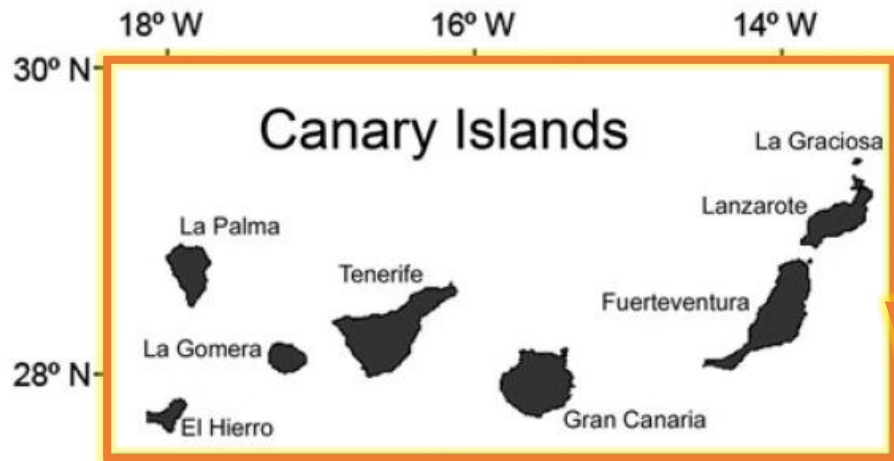 18º W 16º W 14º W
30º N
Canary Islands
La Graciosa
Lanzarote
La Palma
Tenerife
Fuerteventura
La Gomera
28º N
Gran Canaria
El Hierro